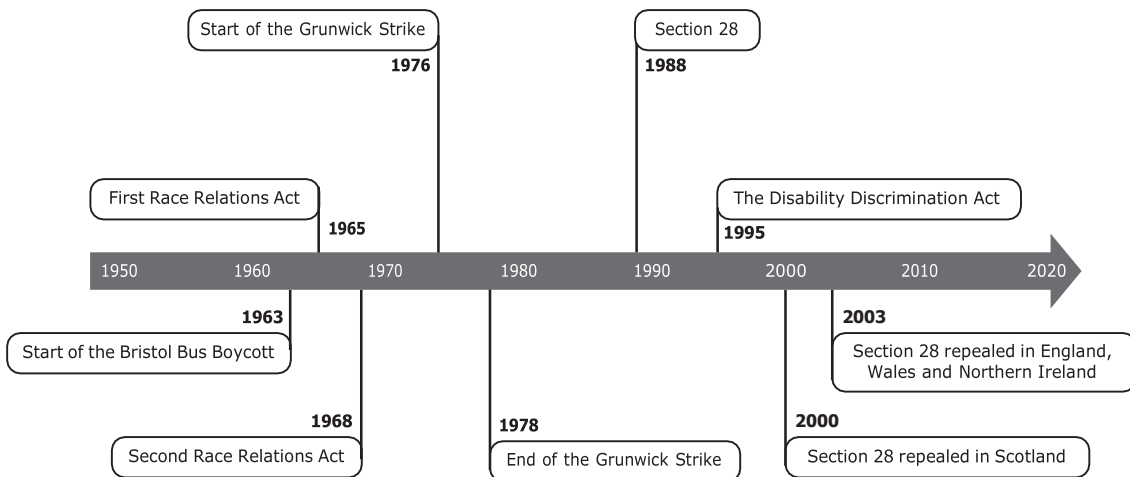 Start of the Grunwick Strike
1976
Section 28
1988
First Race Relations Act
1965
The Disability Discrimination Act
1995
1950 1960 1970 1980 1990 2000 2010 2020
1963
Start of the Bristol Bus Boycott
2003
Section 28 repealed in England,
Wales and Northern Ireland
1968
Second Race Relations Act
1978
End of the Grunwick Strike
2000
Section 28 repealed in Scotland